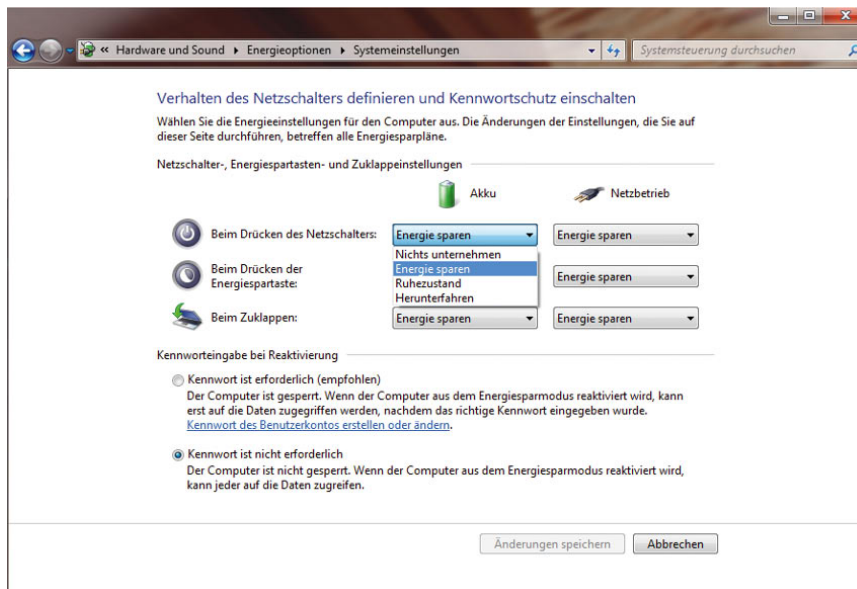 « Hardware und Sound ▸ Energieoptionen ▸ Systemeinstellungen
Systemsteuerung durchsuchen
Verhalten des Netzschalters definieren und Kennwortschutz einschalten
Wählen Sie die Energieeinstellungen für den Computer aus. Die Änderungen der Einstellungen, die Sie auf
dieser Seite durchführen, betreffen alle Energiesparpläne.
Netzschalter-, Energiespartasten- und Zuklappeinstellungen
Akku
Netzbetrieb
Beim Drücken des Netzschalters:
Energie sparen
Energie sparen
Nichts unternehmen
Energie sparen
Ruhezustand
Herunterfahren
Beim Drücken der
Energiespartaste:
Energie sparen
Beim Zuklappen:
Energie sparen
Energie sparen
Kennworteingabe bei Reaktivierung
Kennwort ist erforderlich (empfohlen)
Der Computer ist gesperrt. Wenn der Computer aus dem Energiesparmodus reaktiviert wird, kann
erst auf die Daten zugegriffen werden, nachdem das richtige Kennwort eingegeben wurde.
Kennwort des Benutzerkontos erstellen oder ändern.
Kennwort ist nicht erforderlich
Der Computer ist nicht gesperrt. Wenn der Computer aus dem Energiesparmodus reaktiviert wird,
kann jeder auf die Daten zugreifen.
Änderungen speichern
Abbrechen